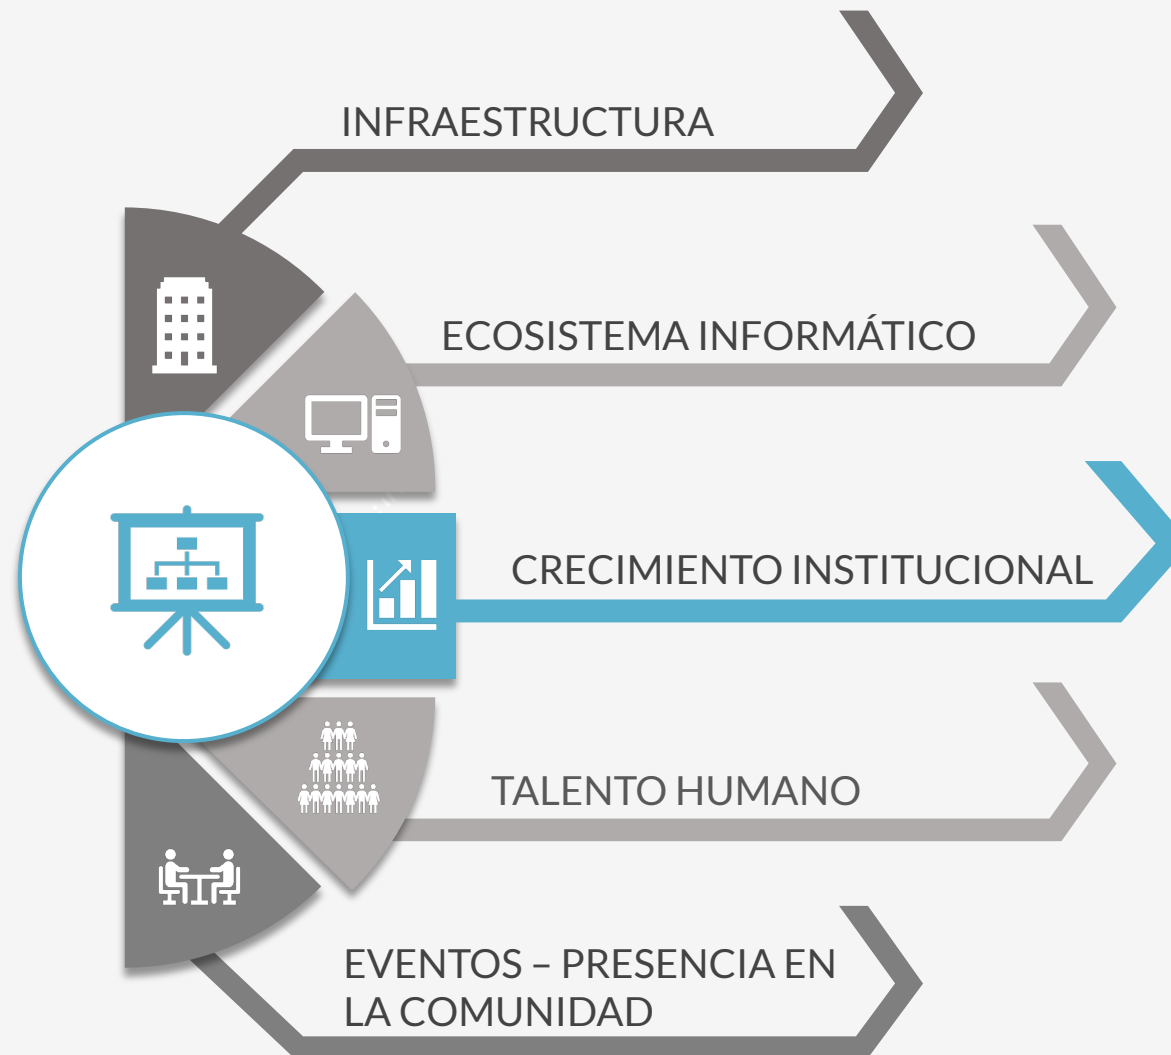 INFRAESTRUCTURA
ECOSISTEMA INFORMÁTICO
CRECIMIENTO INSTITUCIONAL
TALENTO HUMANO
EVENTOS – PRESENCIA EN
LA COMUNIDAD